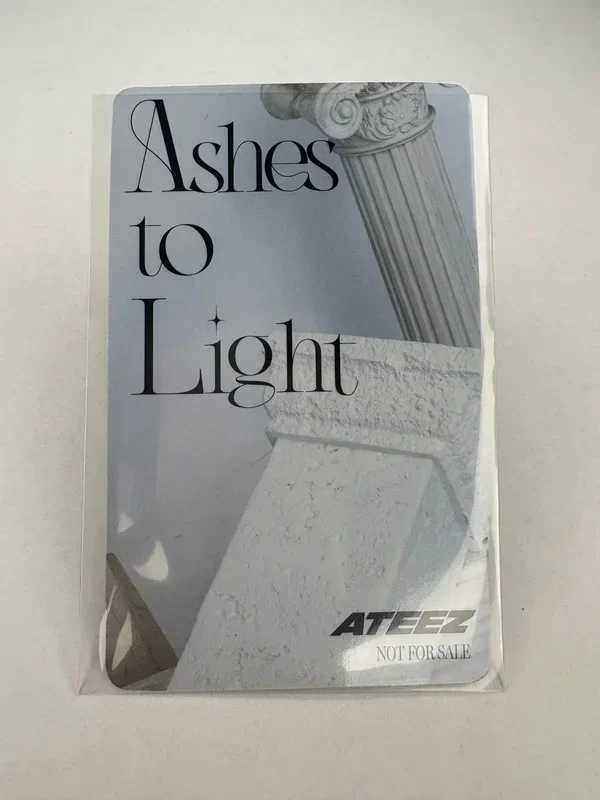 Ashes
to
Light
ATEEZ
NOT FOR SALE